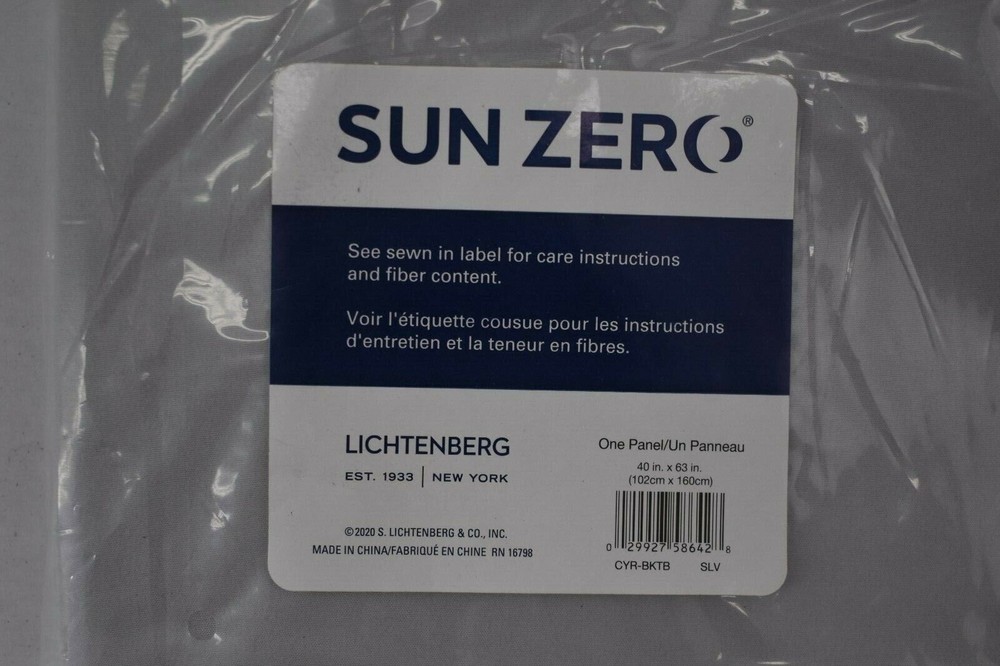 SUN ZERO®
See sewn in label for care instructions
and fiber content.
Voir l'étiquette cousue pour les instructions
d'entretien et la teneur en fibres.
LICHTENBERG
EST. 1933 | NEW YORK
©2020 S. LICHTENBERG & CO., INC.
MADE IN CHINA/FABRIQUÉ EN CHINE RN 16798
One Panel/Un Panneau
40 in. x 63 in.
(102cm x 160cm)
0 29927 58642 8
CYR-BKTB SLV